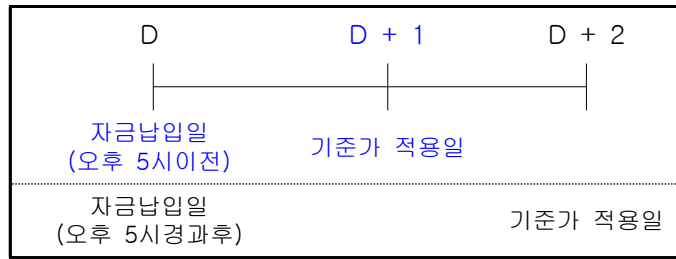 D D + 1 D + 2
자금납입일
(오후 5시이전)
기준가 적용일
자금납입일
(오후 5시경과후)
기준가 적용일